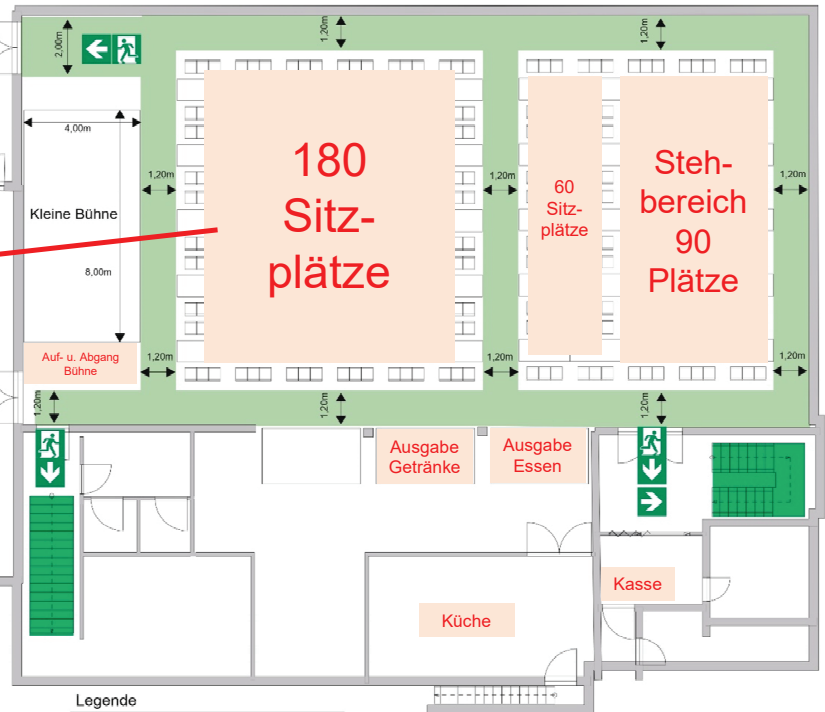 1,20m
1,20m
2,00m
4,00m
180
Sitz-
plätze
60
Sitz-
plätze
Steh-
bereich
90
Plätze
1,20m
1,20m
1,20m
Kleine Bühne
8,00m
Auf- u. Abgang
Bühne
1,20m
1,20m
1,20m
1,20m
1,20m
1,20m
Ausgabe
Getränke
Ausgabe
Essen
Kasse
Küche
Legende